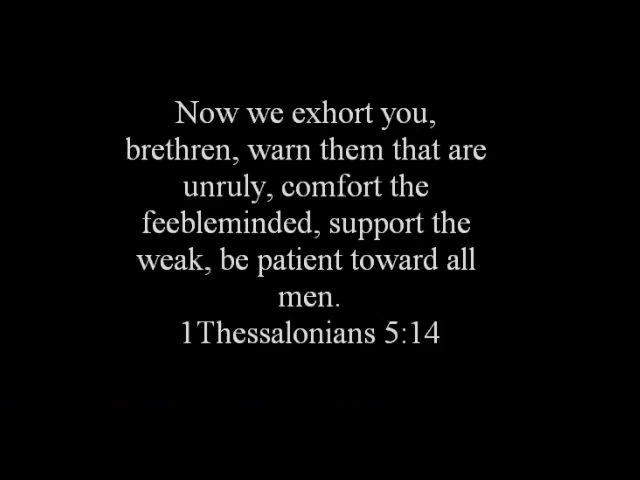 Now we exhort you,
brethren, warn them that are
unruly, comfort the
feebleminded, support the
weak, be patient toward all
men.
1Thessalonians 5:14